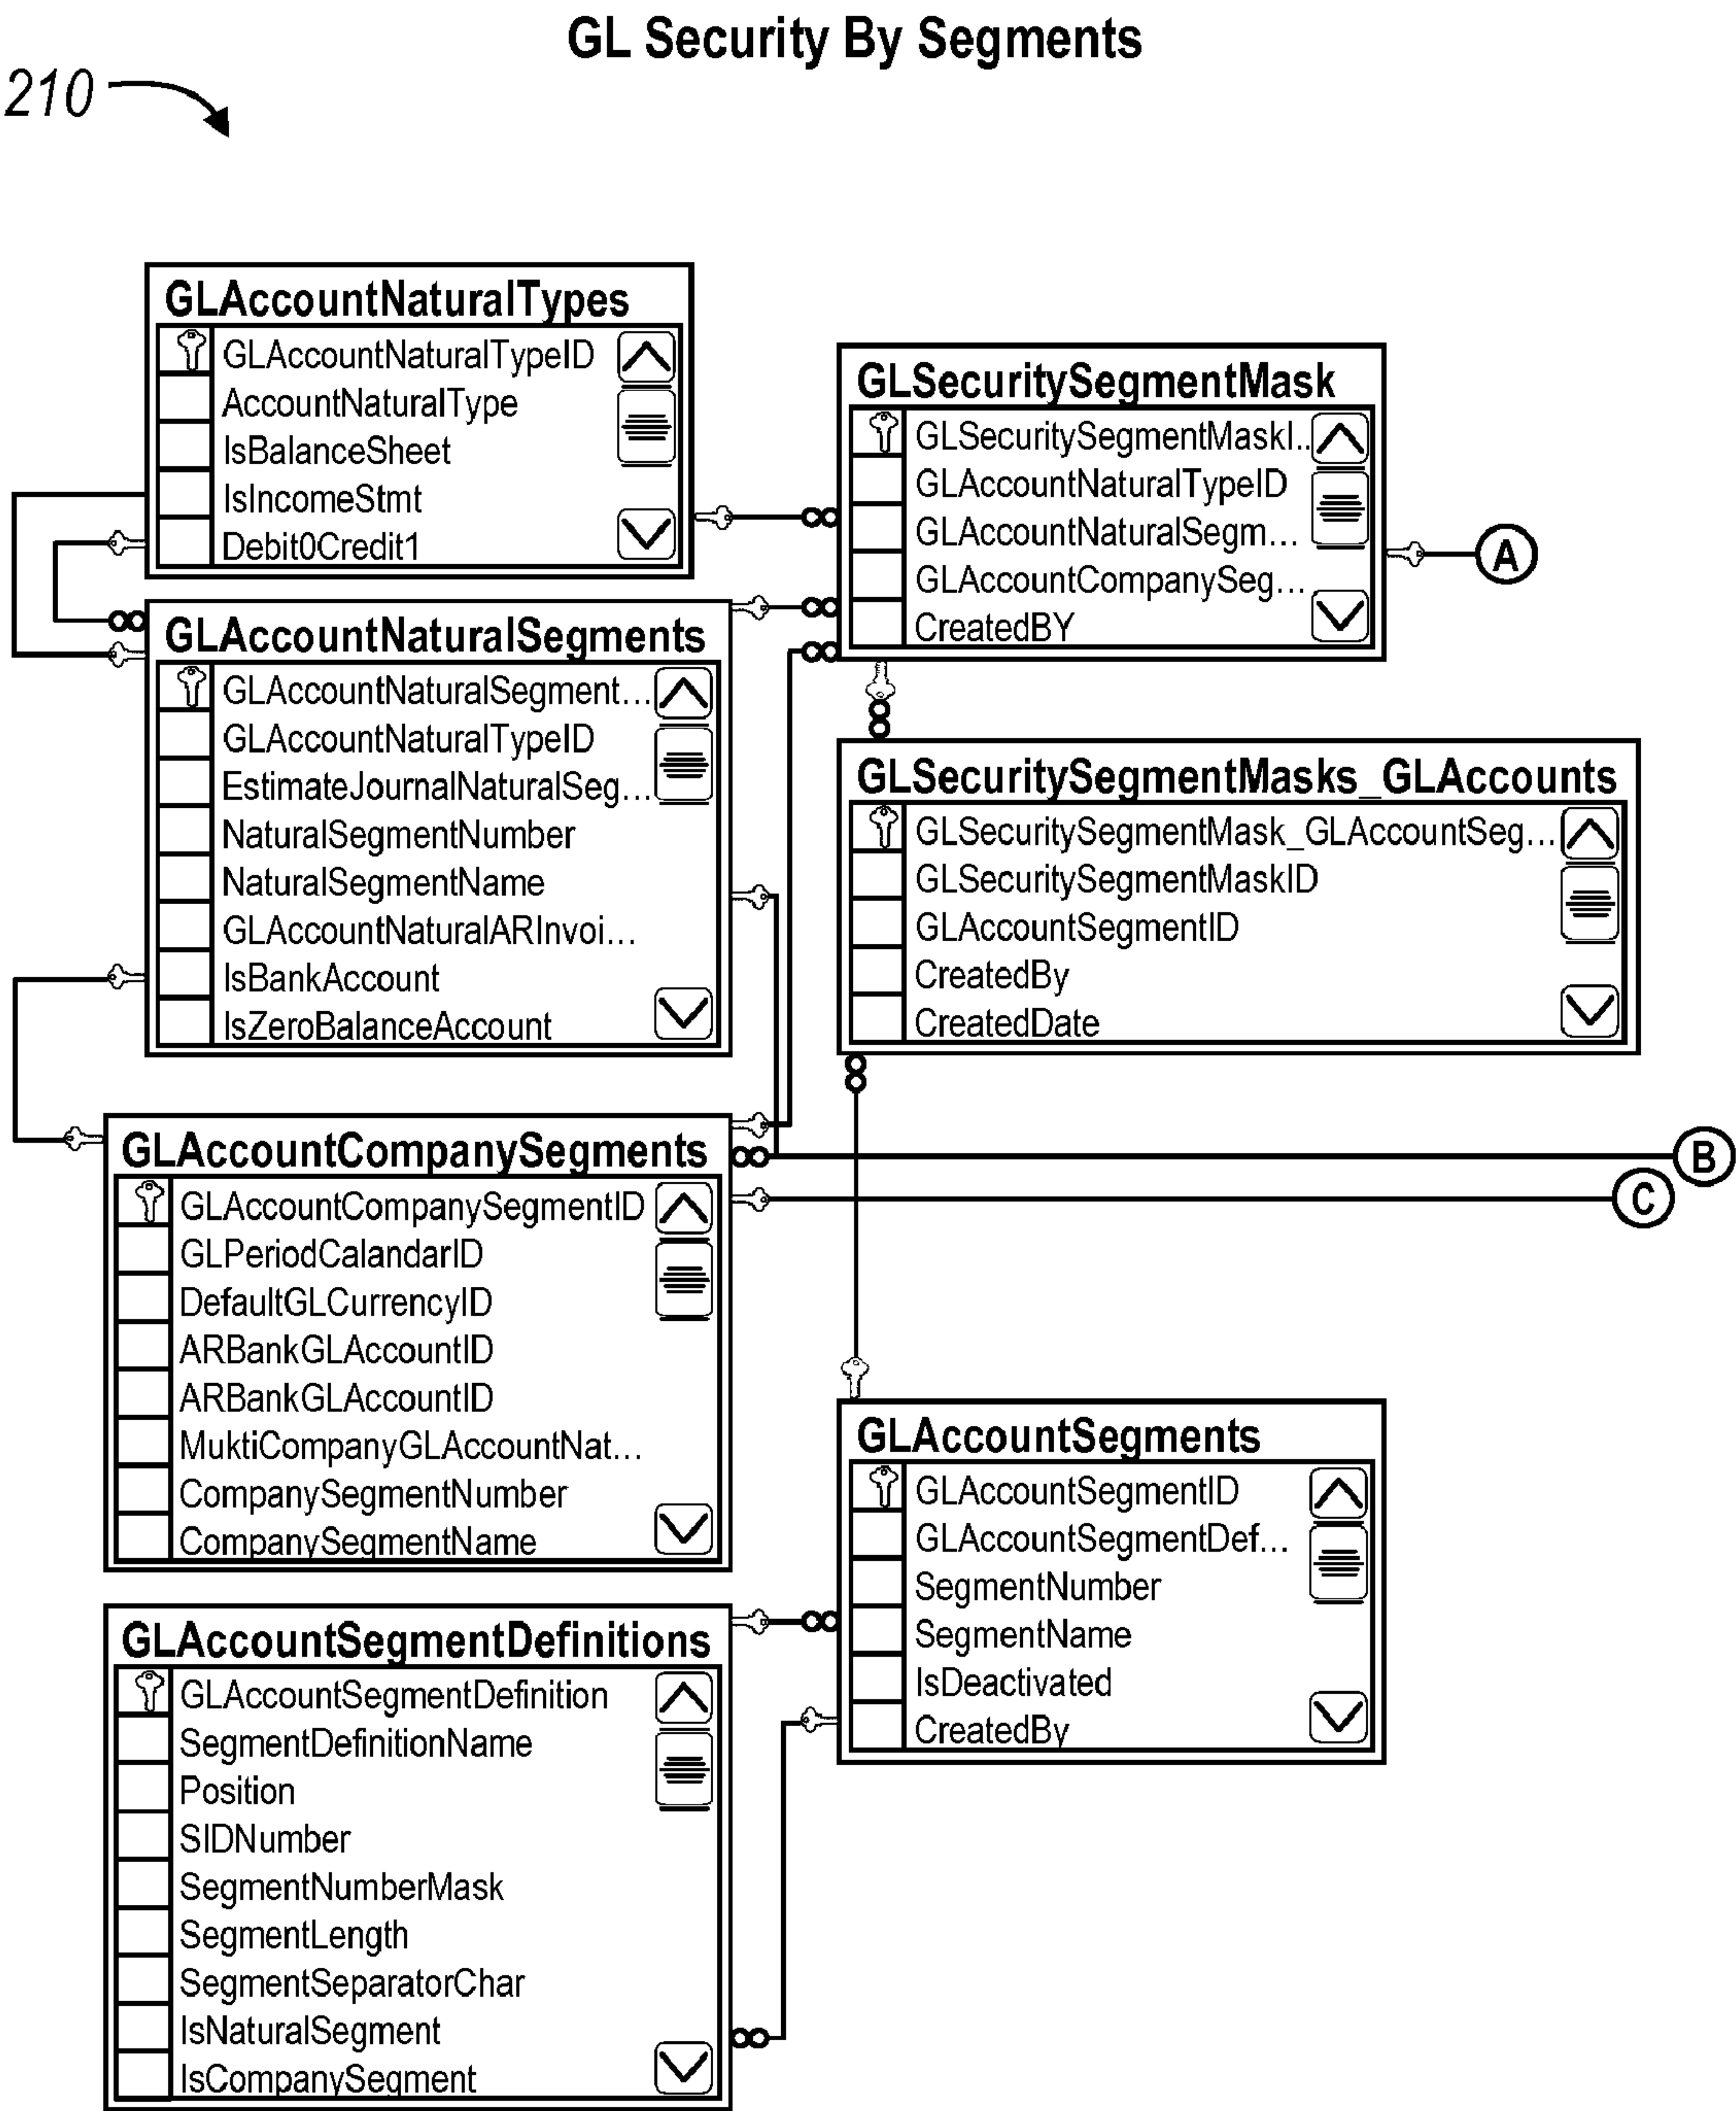 GL Security By Segments
210
GLAccountNaturalTypes
GLAccountNaturalTypeID
AccountNaturalType
IsBalanceSheet
IsIncomeStmt
Debit0Credit1
GLSecuritySegmentMask
GLSecuritySegmentMaskI..
GLAccountNaturalTypeID
GLAccountNaturalSegm...
GLAccountCompanySeg...
CreatedBY
A
GLAccountNaturalSegments
GLAccountNaturalSegment...
GLAccountNaturalTypeID
EstimateJournalNaturalSeg...
NaturalSegmentNumber
NaturalSegmentName
GLAccountNaturalARInvoi...
IsBankAccount
IsZeroBalanceAccount
GLSecuritySegmentMasks_GLAccounts
GLSecuritySegmentMask_GLAccountSeg...
GLSecuritySegmentMaskID
GLAccountSegmentID
CreatedBy
CreatedDate
B
C
GLAccountCompanySegments
GLAccountCompanySegmentID
GLPeriodCalandarID
DefaultGLCurrencyID
ARBankGLAccountID
ARBankGLAccountID
MuktiCompanyGLAccountNat...
CompanySegmentNumber
CompanySegmentName
GLAccountSegments
GLAccountSegmentID
GLAccountSegmentDef...
SegmentNumber
SegmentName
IsDeactivated
CreatedBy
GLAccountSegmentDefinitions
GLAccountSegmentDefinition
SegmentDefinitionName
Position
SIDNumber
SegmentNumberMask
SegmentLength
SegmentSeparatorChar
IsNaturalSegment
IsCompanySegment